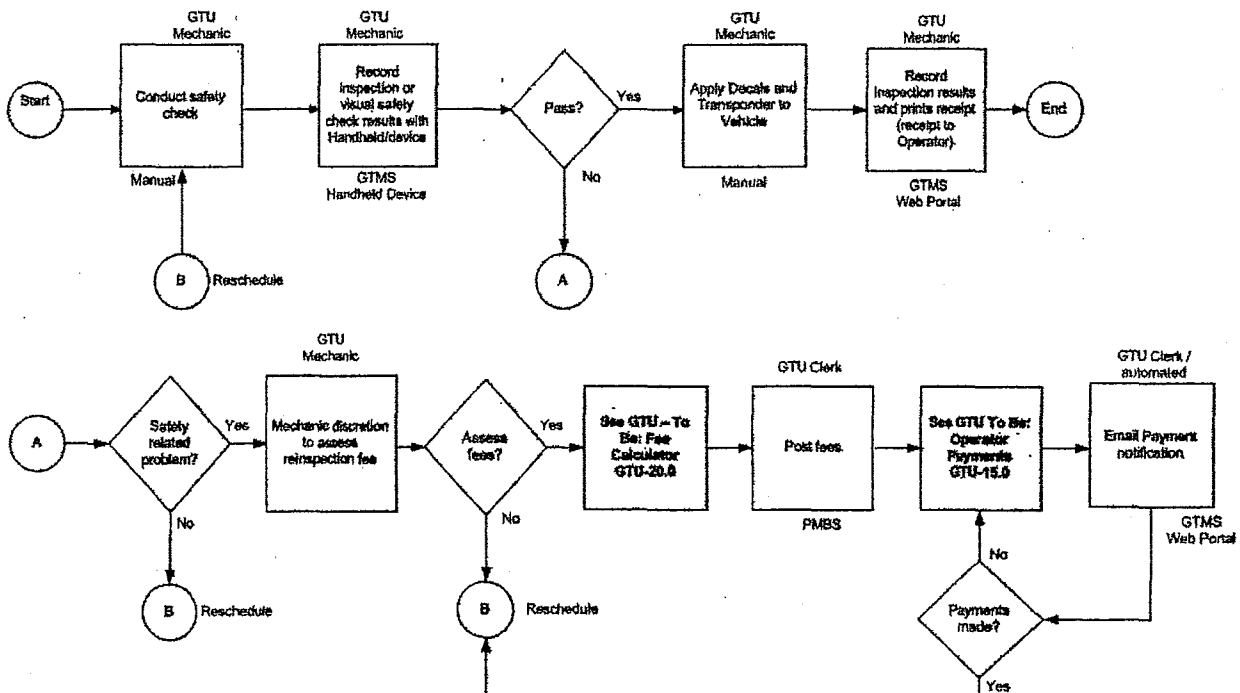 GTU
Mechanic
GTU
Mechanic
GTU
Mechanic
GTU
Mechanic
Start
Conduct safety
check
Record
Inspection or
visual safety
check results with
Handheld/device
Pass?
Yes
Apply Decals and
Transponder to
Vehicle
Record
Inspection results
and prints receipt
(receipt to
Operator).
End
Manual
GTMS
Handheld Device
No
Manual
GTMS
Web Portal
B
Reschedule
A
GTU
Mechanic
GTU Clerk
GTU Clerk /
automated
A
Safety
related
problem?
Yes
Mechanic discretion
to assess
reinspection fee
Assess
fees?
Yes
See GTU – To
Be: Fee
Calculator
GTU-20.0
Post fees.
See GTU To Be:
Operator
Payments
GTU-15.0
Email Payment
notification
No
No
PMBS
GTMS
Web Portal
No
B
Reschedule
B
Reschedule
Payments
made?
Yes